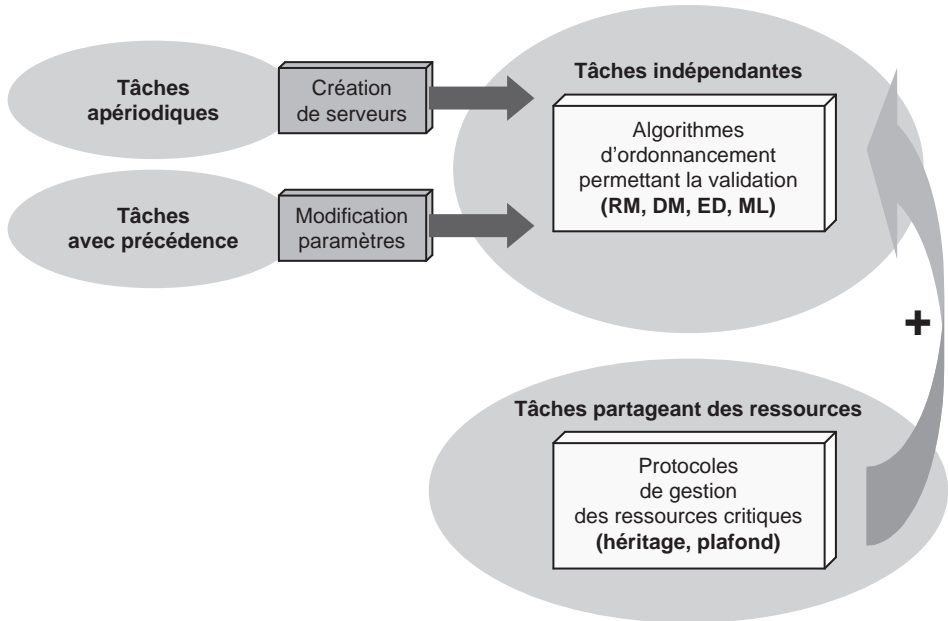 Tâches
apériodiques
Création
de serveurs
Tâches
avec précédence
Modification
paramètres
Tâches indépendantes
Algorithmes
d'ordonnancement
permettant la validation
(RM, DM, ED, ML)
+
Tâches partageant des ressources
Protocoles
de gestion
des ressources critiques
(héritage, plafond)